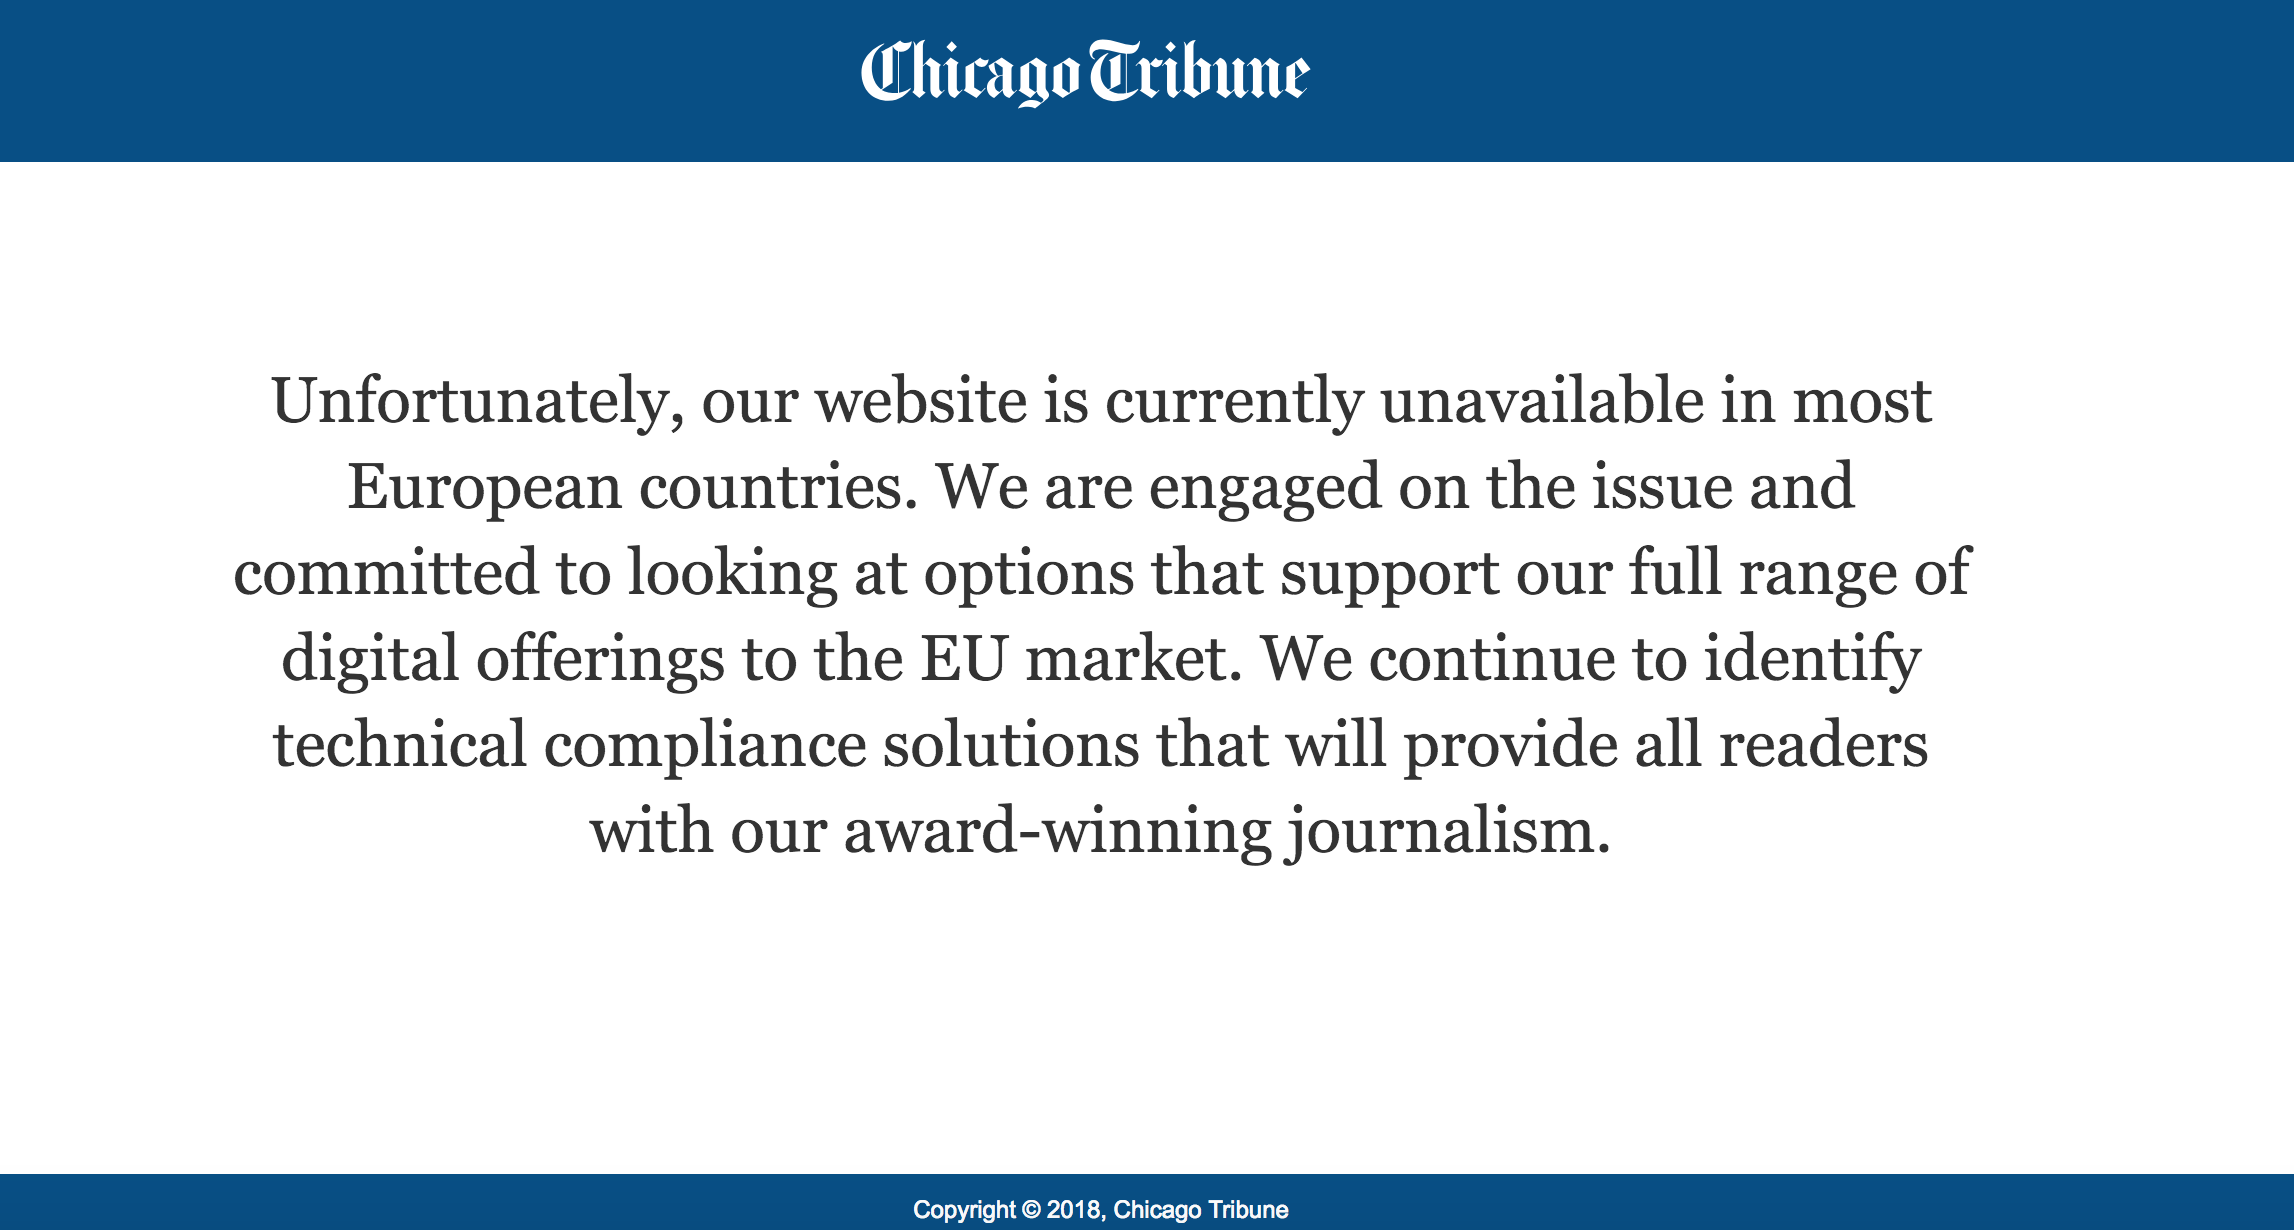 Chicago Tribune
Unfortunately, our website is currently unavailable in most
European countries. We are engaged on the issue and
committed to looking at options that support our full range of
digital offerings to the EU market. We continue to identify
technical compliance solutions that will provide all readers
with our award-winning journalism.
Copyright © 2018, Chicago Tribune